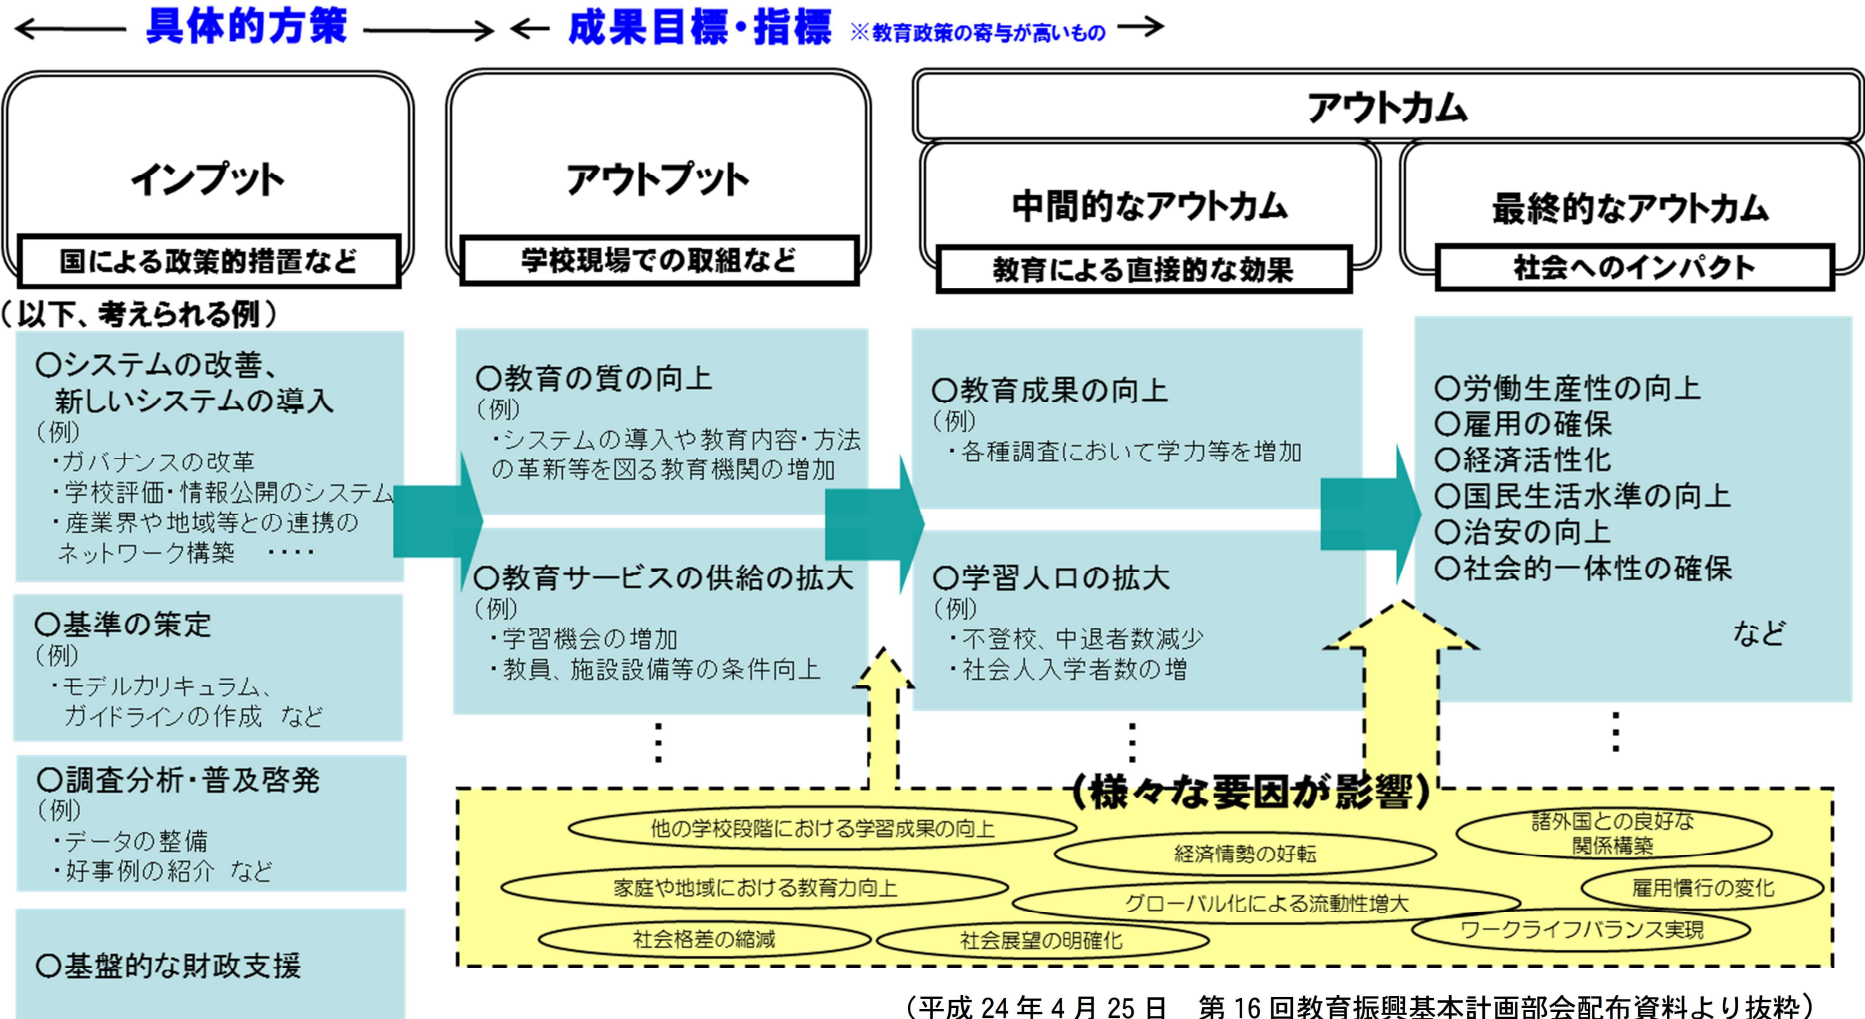 具体的方策
成果目標・指標 ※教育政策の寄与が高いもの
インプット
国による政策的措置など
アウトプット
学校現場での取組など
アウトカム
中間的なアウトカム
教育による直接的な効果
最終的なアウトカム
社会へのインパクト
（以下、考えられる例）
○システムの改善、
新しいシステムの導入
（例）
・ガバナンスの改革
・学校評価・情報公開のシステム
・産業界や地域等との連携の
ネットワーク構築　・・・・
○基準の策定
（例）
・モデルカリキュラム、
ガイドラインの作成　など
○調査分析・普及啓発
（例）
・データの整備
・好事例の紹介　など
○基盤的な財政支援
○教育の質の向上
（例）
・システムの導入や教育内容・方法
の革新等を図る教育機関の増加
○教育サービスの供給の拡大
（例）
・学習機会の増加
・教員、施設設備等の条件向上
○教育成果の向上
（例）
・各種調査において学力等を増加
○学習人口の拡大
（例）
・不登校、中退者数減少
・社会人入学者数の増
○労働生産性の向上
○雇用の確保
○経済活性化
○国民生活水準の向上
○治安の向上
○社会的一体性の確保
など
（様々な要因が影響）
他の学校段階における学習成果の向上
経済情勢の好転
諸外国との良好な
関係構築
家庭や地域における教育力向上
グローバル化による流動性増大
雇用慣行の変化
社会格差の縮減
社会展望の明確化
ワークライフバランス実現
（平成 24 年 4 月 25 日　第 16 回教育振興基本計画部会配布資料より抜粋）